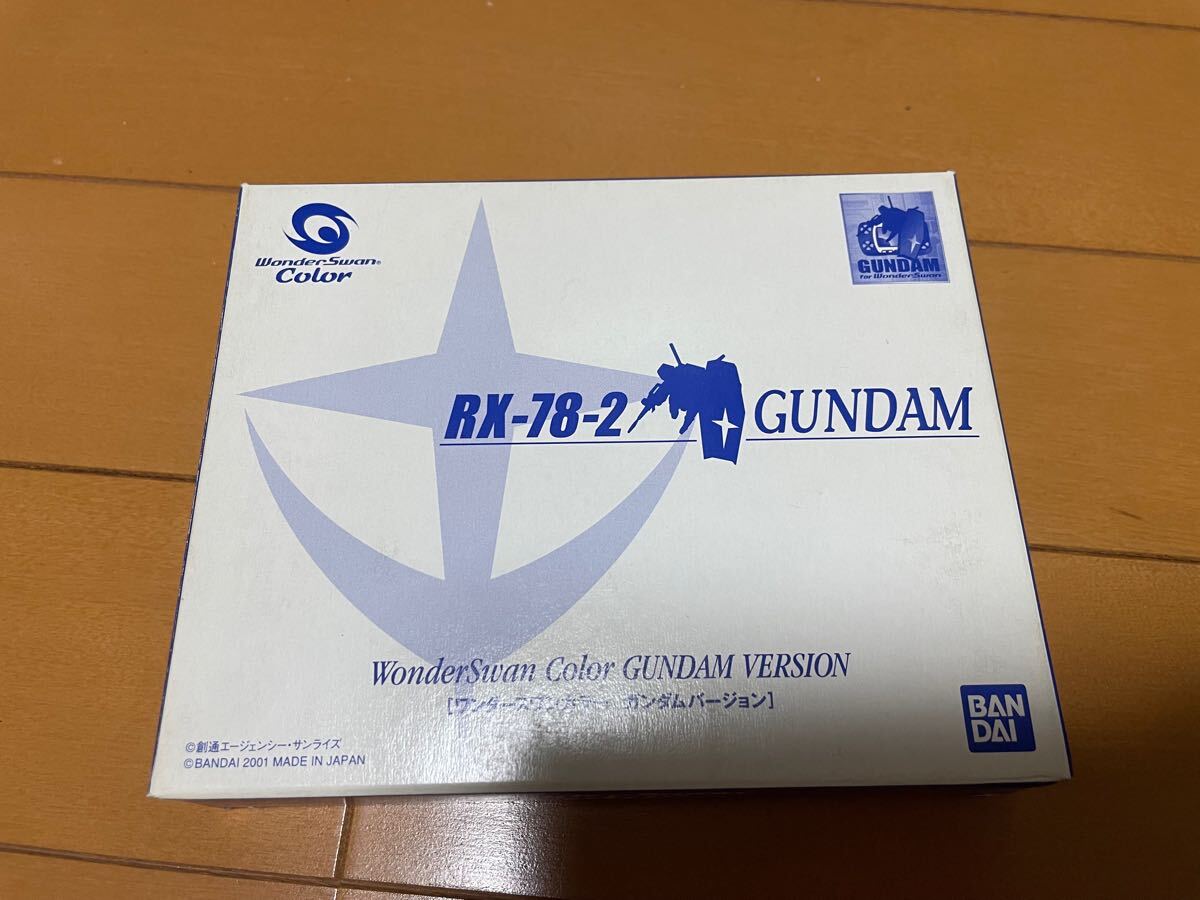 WonderSwan®
Color
GUNDAM
for WonderSwan
RX-78-2 GUNDAM
WonderSwan Color GUNDAM VERSION
[ワンダースワンカラー ガンダムバージョン]
BAN
DAI
©創通エージェンシー・サンライズ
©BANDAI 2001 MADE IN JAPAN